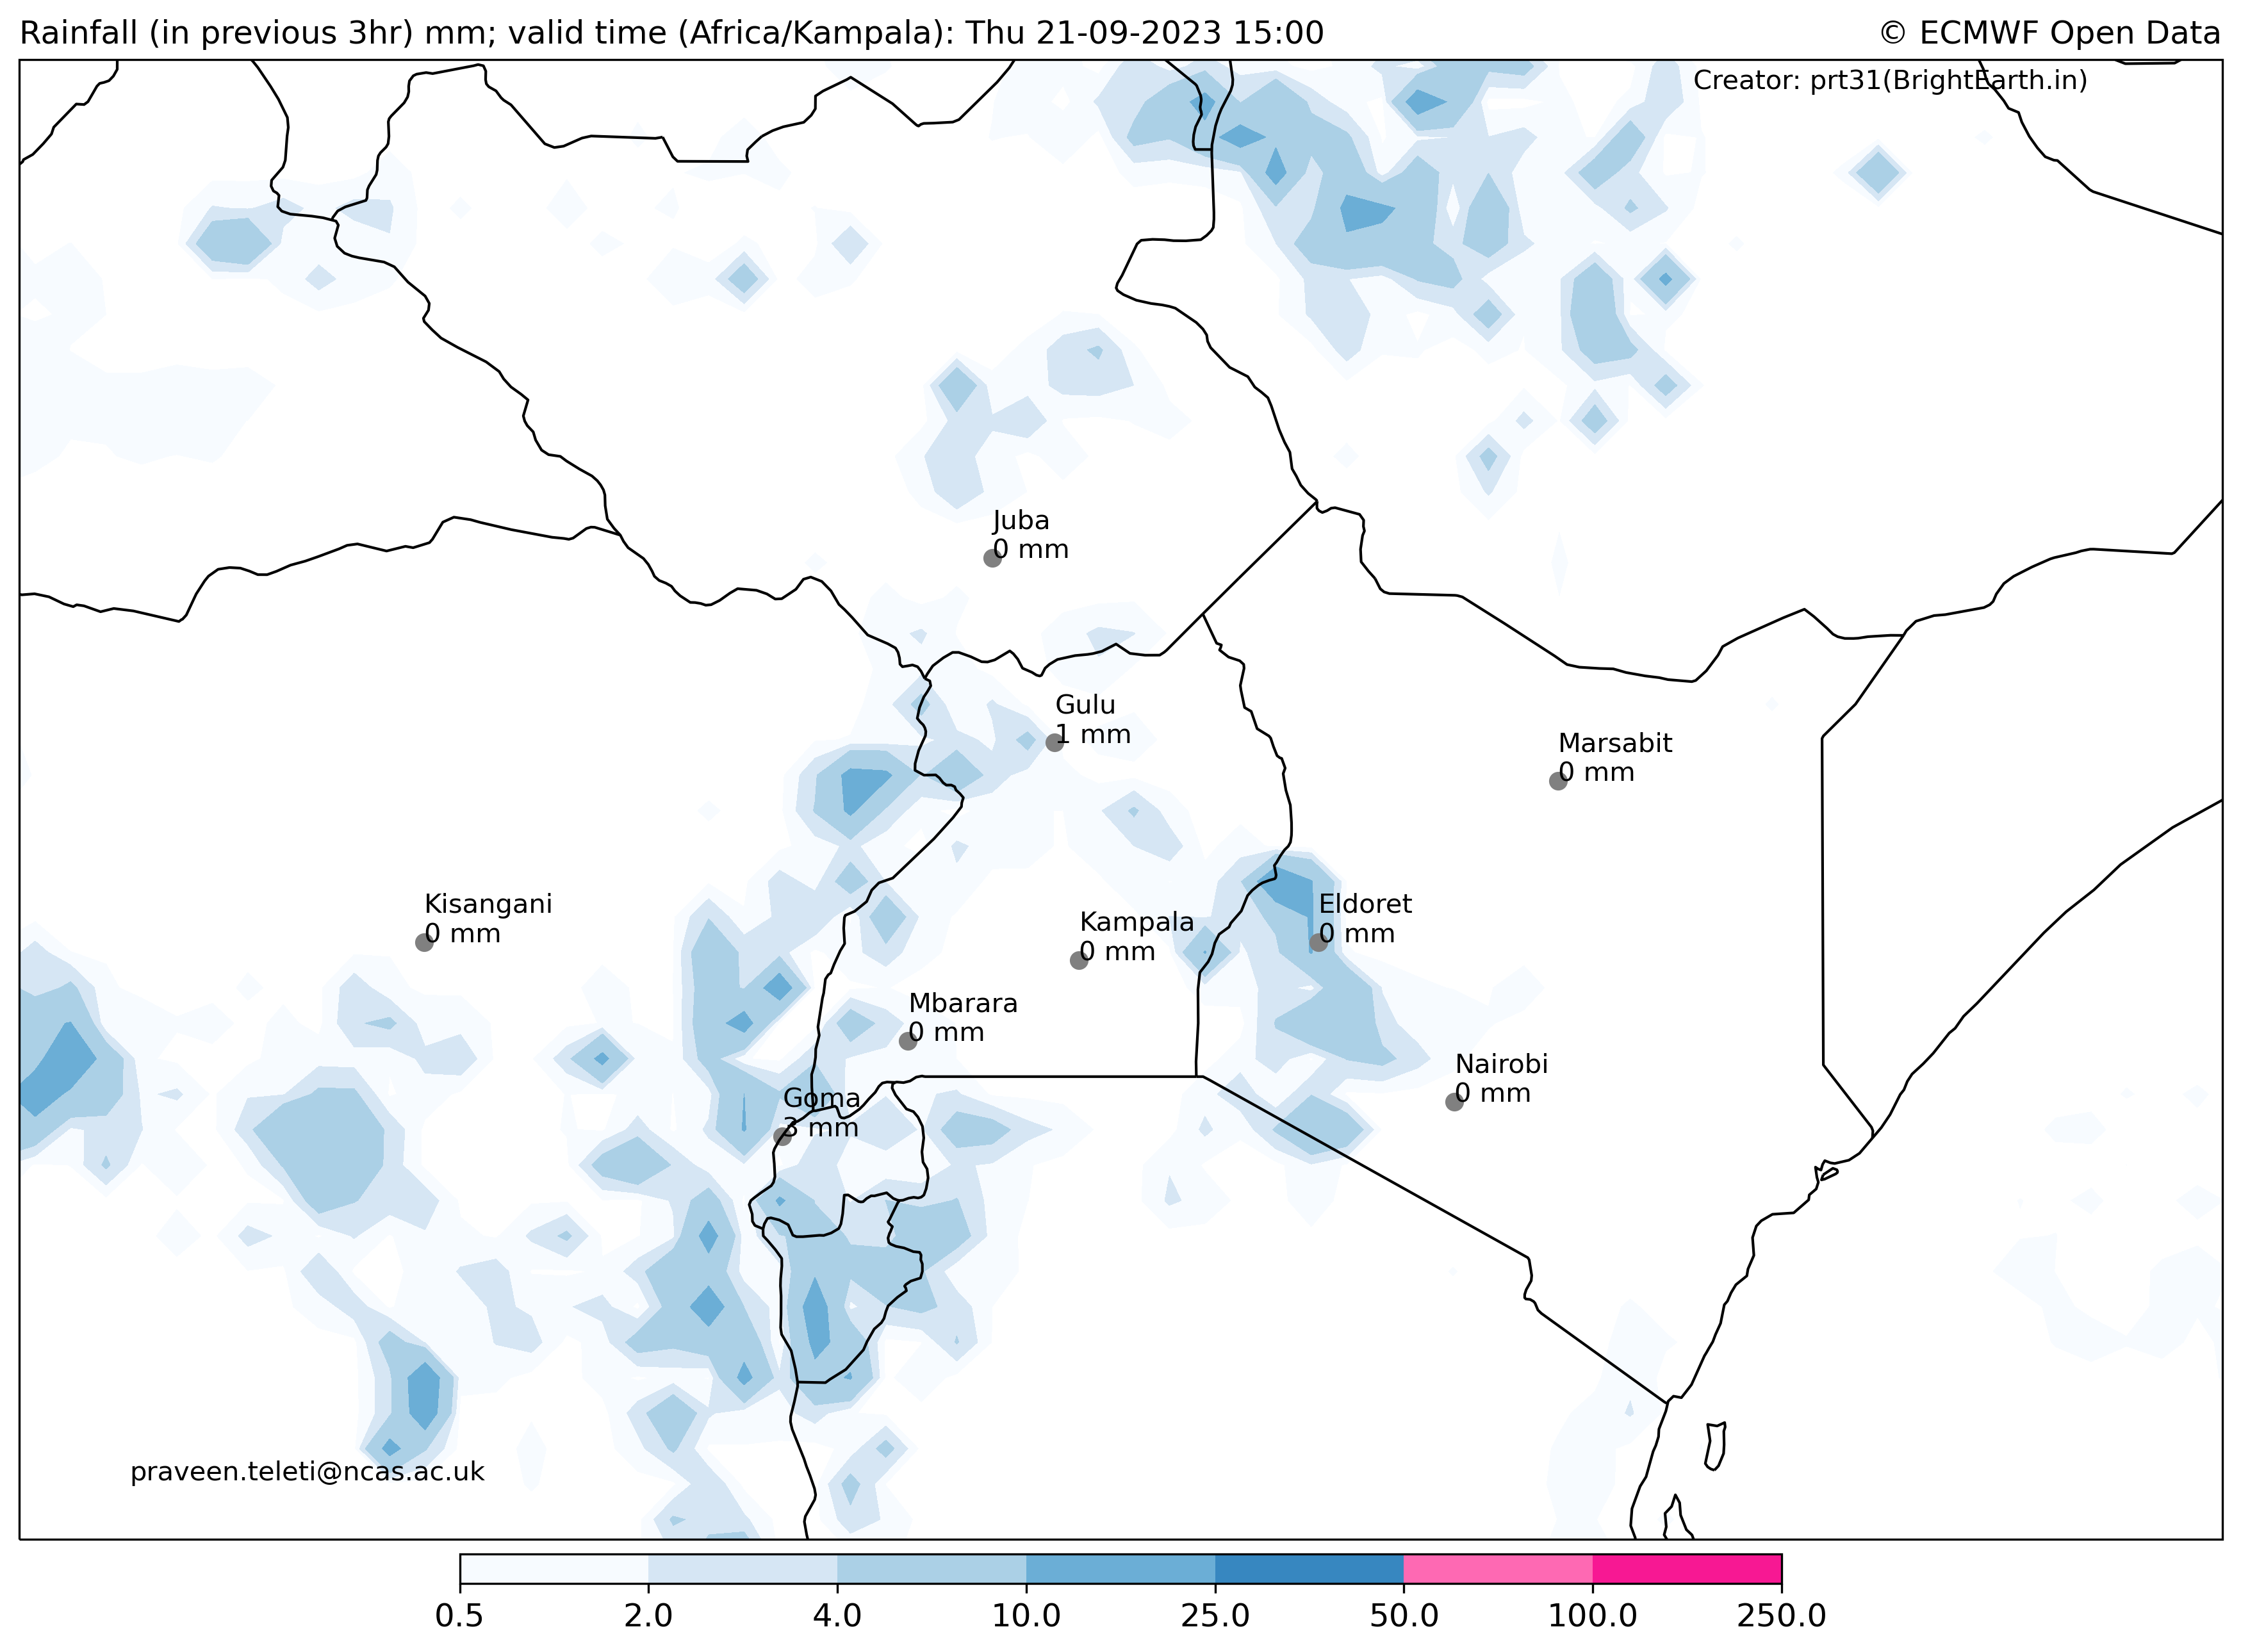 Rainfall (in previous 3hr) mm; valid time (Africa/Kampala): Thu 21-09-2023 15:00
© ECMWF Open Data
Creator: prt31(BrightEarth.in)
Juba
0 mm
Gulu
1 mm
Marsabit
0 mm
Kisangani
0 mm
Eldoret
0 mm
Kampala
0 mm
Mbarara
0 mm
Nairobi
0 mm
Goma
3 mm
praveen.teleti@ncas.ac.uk
0.5 2.0 4.0 10.0 25.0 50.0 100.0 250.0